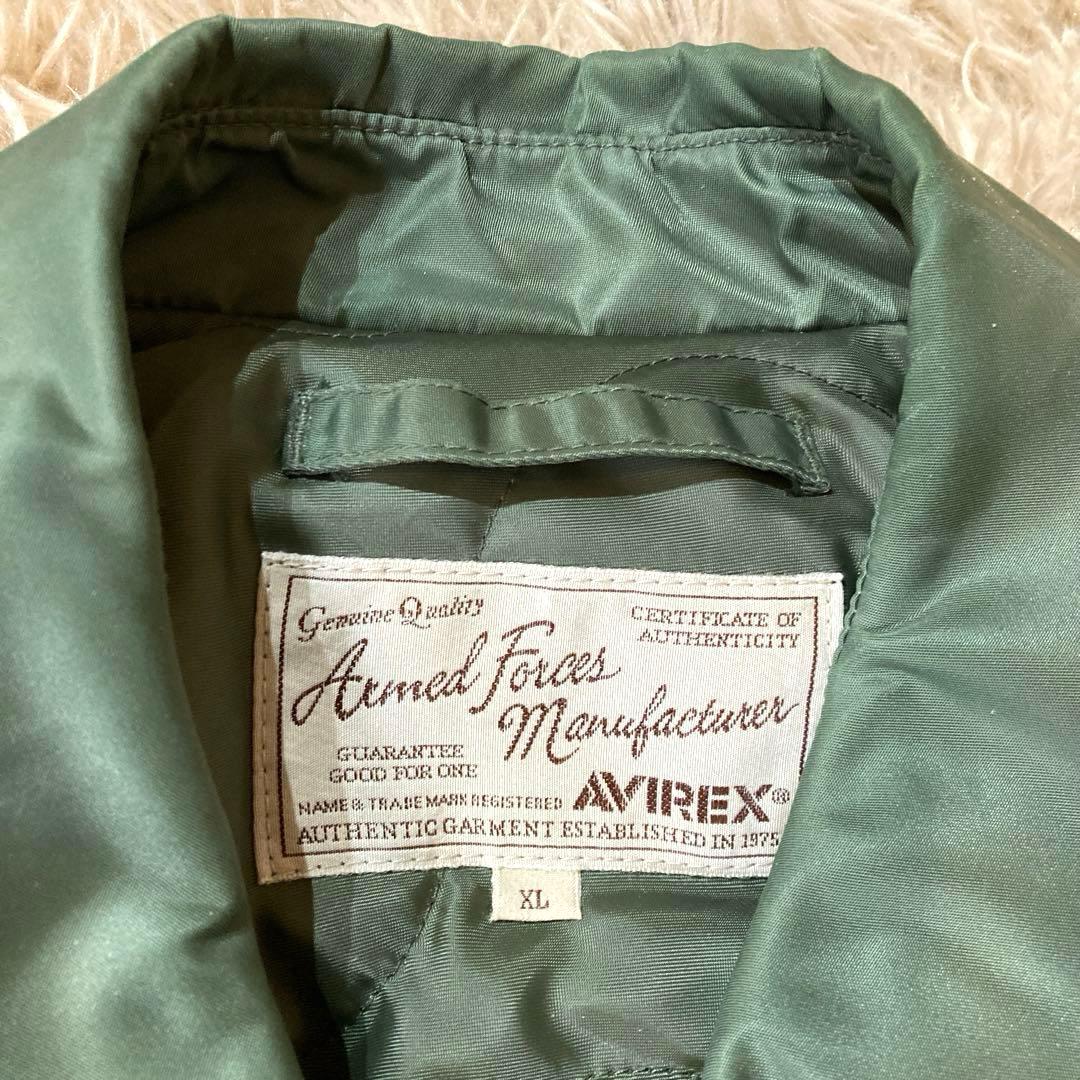 Genuine Quality
CERTIFICATE OF
AUTHENTICITY
Armed Forces
Manufacturer
GUARANTEE
GOOD FOR ONE
NAME & TRADE MARK REGISTERED
AVIREX®
AUTHENTIC GARMENT ESTABLISHED IN 1975
XL